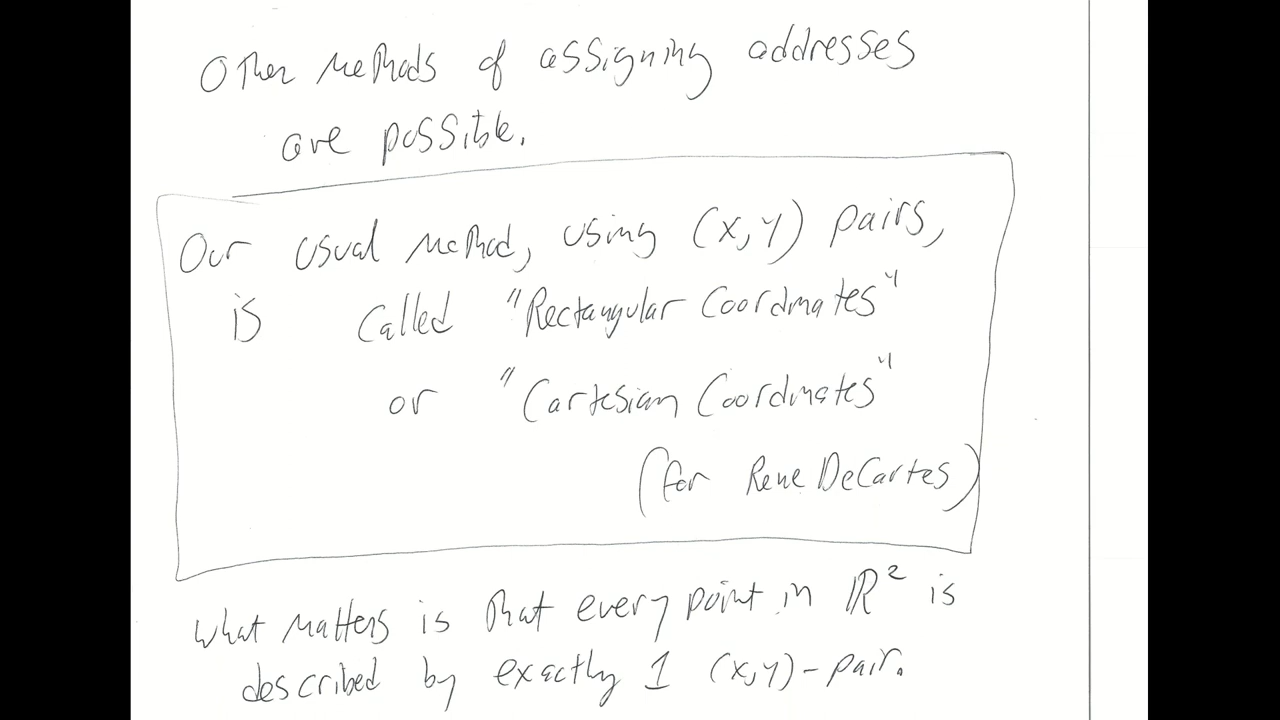 Other methods of assigning addresses
are possible.
Our usual method, using (x,y) pairs,
is called "Rectangular Coordinates"
or "Cartesian Coordinates"
(for Rene DeCartes)
What matters is that every point in ℝ² is
described by exactly 1 (x,y)-pair.